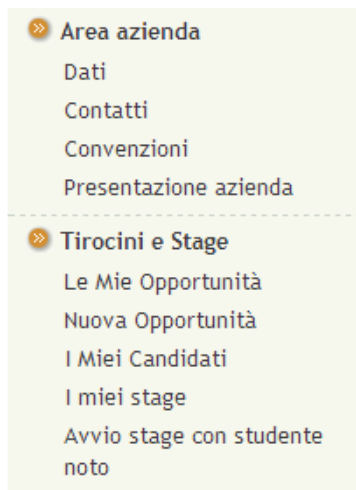 Area azienda
Dati
Contatti
Convenzioni
Presentazione azienda
Tirocini e Stage
Le Mie Opportunità
Nuova Opportunità
I Miei Candidati
I miei stage
Avvio stage con studente
noto